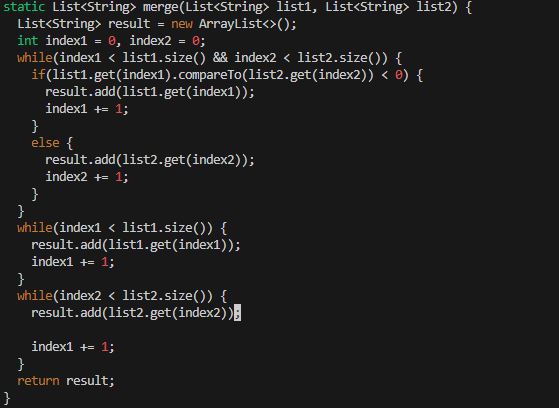 static List<String> merge(List<String> list1, List<String> list2) {
  List<String> result = new ArrayList<>();
  int index1 = 0, index2 = 0;
  while(index1 < list1.size() && index2 < list2.size()) {
    if(list1.get(index1).compareTo(list2.get(index2)) < 0) {
      result.add(list1.get(index1));
      index1 += 1;
    }
    else {
      result.add(list2.get(index2));
      index2 += 1;
    }
  }
  while(index1 < list1.size()) {
    result.add(list1.get(index1));
    index1 += 1;
  }
  while(index2 < list2.size()) {
    result.add(list2.get(index2));

    index1 += 1;
  }
  return result;
}